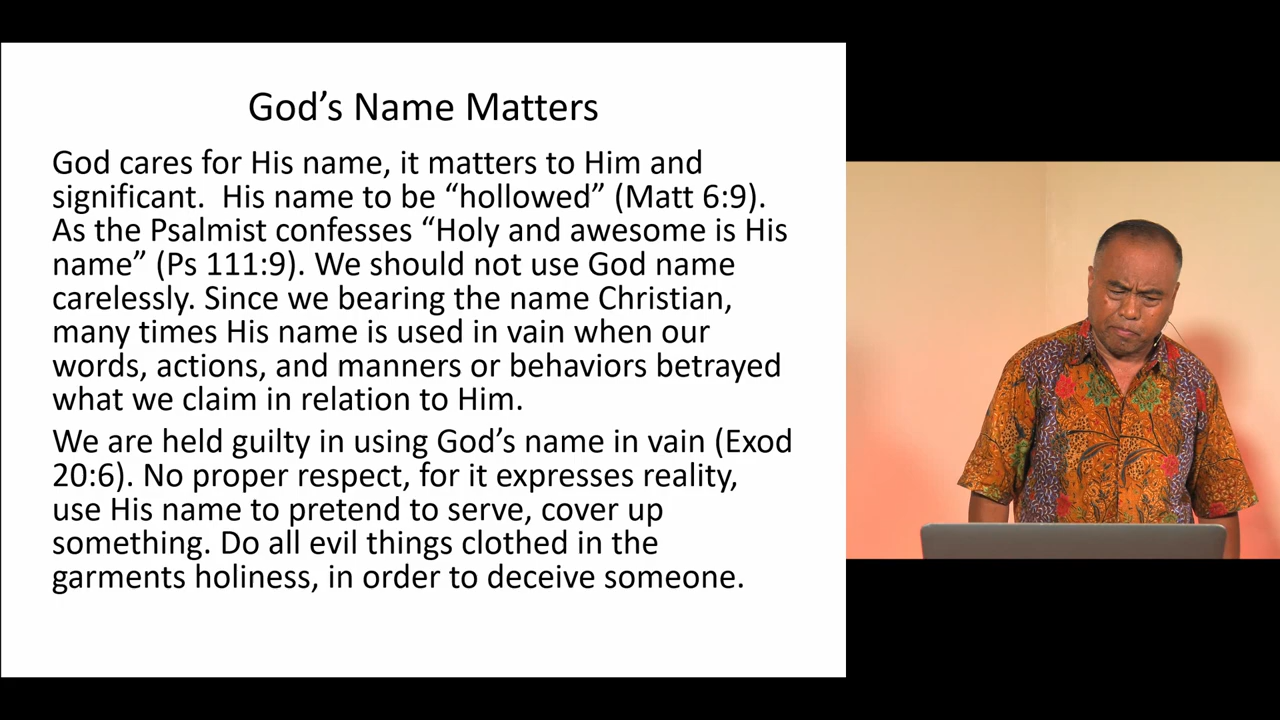 God’s Name Matters
God cares for His name, it matters to Him and
significant.  His name to be “hollowed” (Matt 6:9).
As the Psalmist confesses “Holy and awesome is His
name” (Ps 111:9). We should not use God name
carelessly. Since we bearing the name Christian,
many times His name is used in vain when our
words, actions, and manners or behaviors betrayed
what we claim in relation to Him.
We are held guilty in using God’s name in vain (Exod
20:6). No proper respect, for it expresses reality,
use His name to pretend to serve, cover up
something. Do all evil things clothed in the
garments holiness, in order to deceive someone.